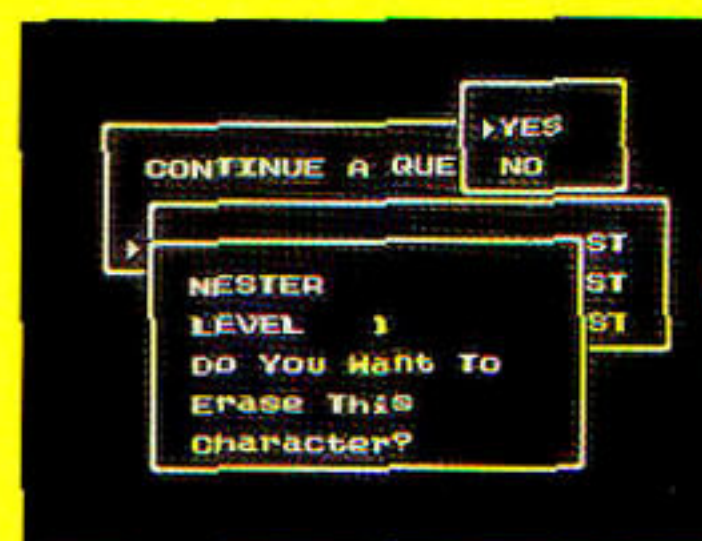 ▶YES
NO
CONTINUE A QUE
▶
ST
ST
ST
NESTER
LEVEL 1
Do You Want To
Erase This
Character?